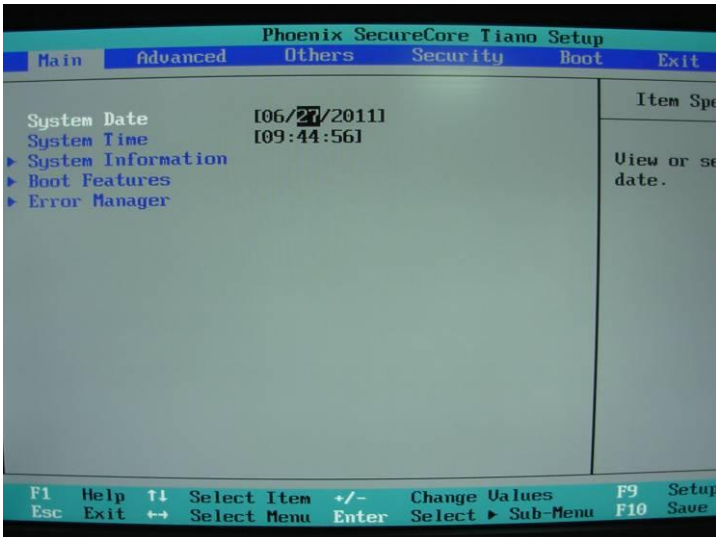 Phoenix SecureCore Tiano Setup
Main Advanced Others Security Boot Exit
Item Spe
System Date [06/27/2011]
System Time [09:44:56]
▶ System Information
▶ Boot Features
▶ Error Manager
View or se
date.
F1 Help ↑↓ Select Item +/- Change Values F9 Setup
Esc Exit ↔ Select Menu Enter Select ▶ Sub-Menu F10 Save